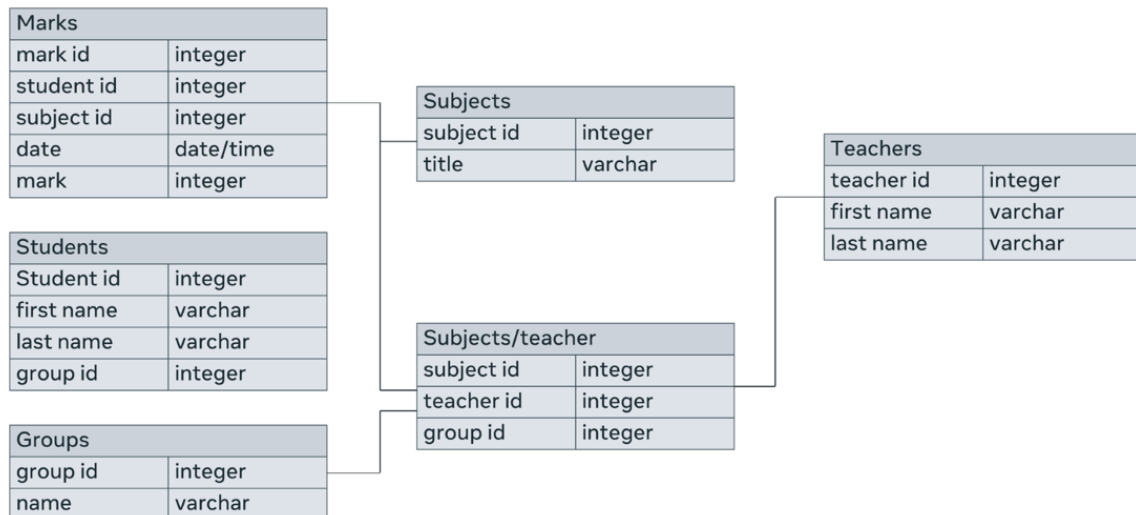 Marks
mark id integer
student id integer
subject id integer
date date/time
mark integer
Students
Student id integer
first name varchar
last name varchar
group id integer
Groups
group id integer
name varchar
Subjects
subject id integer
title varchar
Subjects/teacher
subject id integer
teacher id integer
group id integer
Teachers
teacher id integer
first name varchar
last name varchar